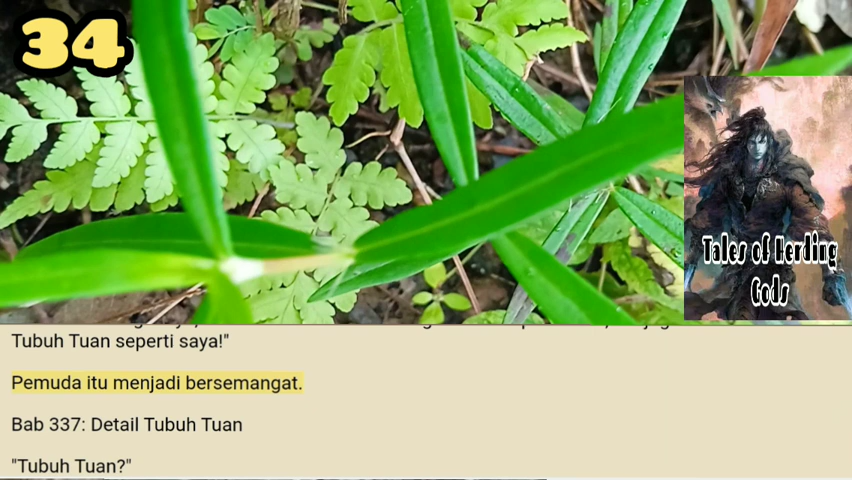 34
Tales of Herding
Gods
Tubuh Tuan seperti saya!"
Pemuda itu menjadi bersemangat.
Bab 337: Detail Tubuh Tuan
"Tubuh Tuan?"